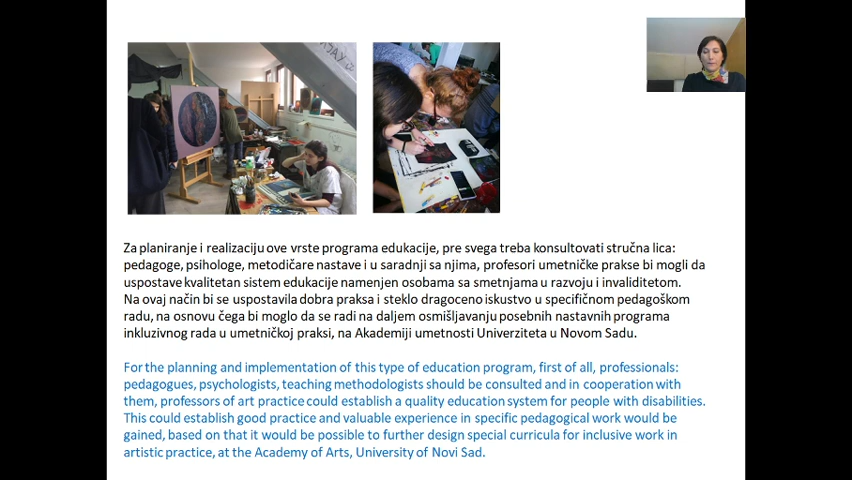 Za planiranje i realizaciju ove vrste programa edukacije, pre svega treba konsultovati stručna lica:
pedagoge, psihologe, metodičare nastave i u saradnji sa njima, profesori umetničke prakse bi mogli da
uspostave kvalitetan sistem edukacije namenjen osobama sa smetnjama u razvoju i invaliditetom.
Na ovaj način bi se uspostavila dobra praksa i steklo dragoceno iskustvo u specifičnom pedagoškom
radu, na osnovu čega bi moglo da se radi na daljem osmišljavanju posebnih nastavnih programa
inkluzivnog rada u umetničkoj praksi, na Akademiji umetnosti Univerziteta u Novom Sadu.
For the planning and implementation of this type of education program, first of all, professionals:
pedagogues, psychologists, teaching methodologists should be consulted and in cooperation with
them, professors of art practice could establish a quality education system for people with disabilities.
This could establish good practice and valuable experience in specific pedagogical work would be
gained, based on that it would be possible to further design special curricula for inclusive work in
artistic practice, at the Academy of Arts, University of Novi Sad.